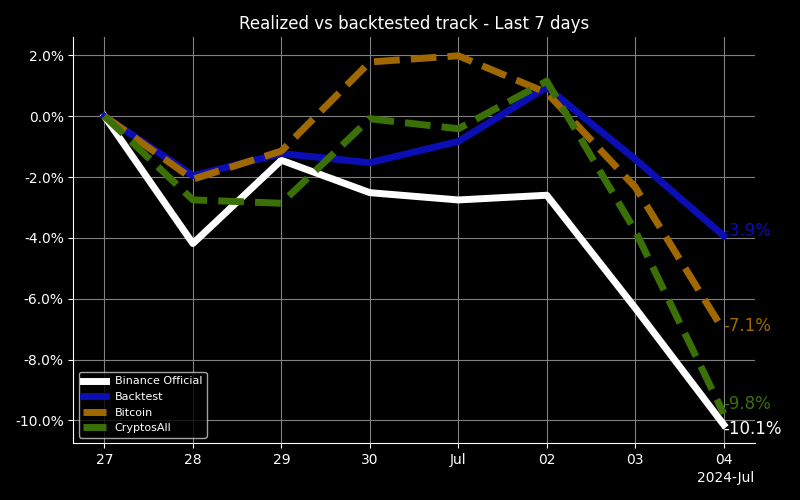 Realized vs backtested track - Last 7 days
2.0%
0.0%
-2.0%
-4.0%
-6.0%
-8.0%
-10.0%
-3.9%
-7.1%
-9.8%
-10.1%
Binance Official
Backtest
Bitcoin
CryptosAll
27 28 29 30 Jul 02 03 04
2024-Jul